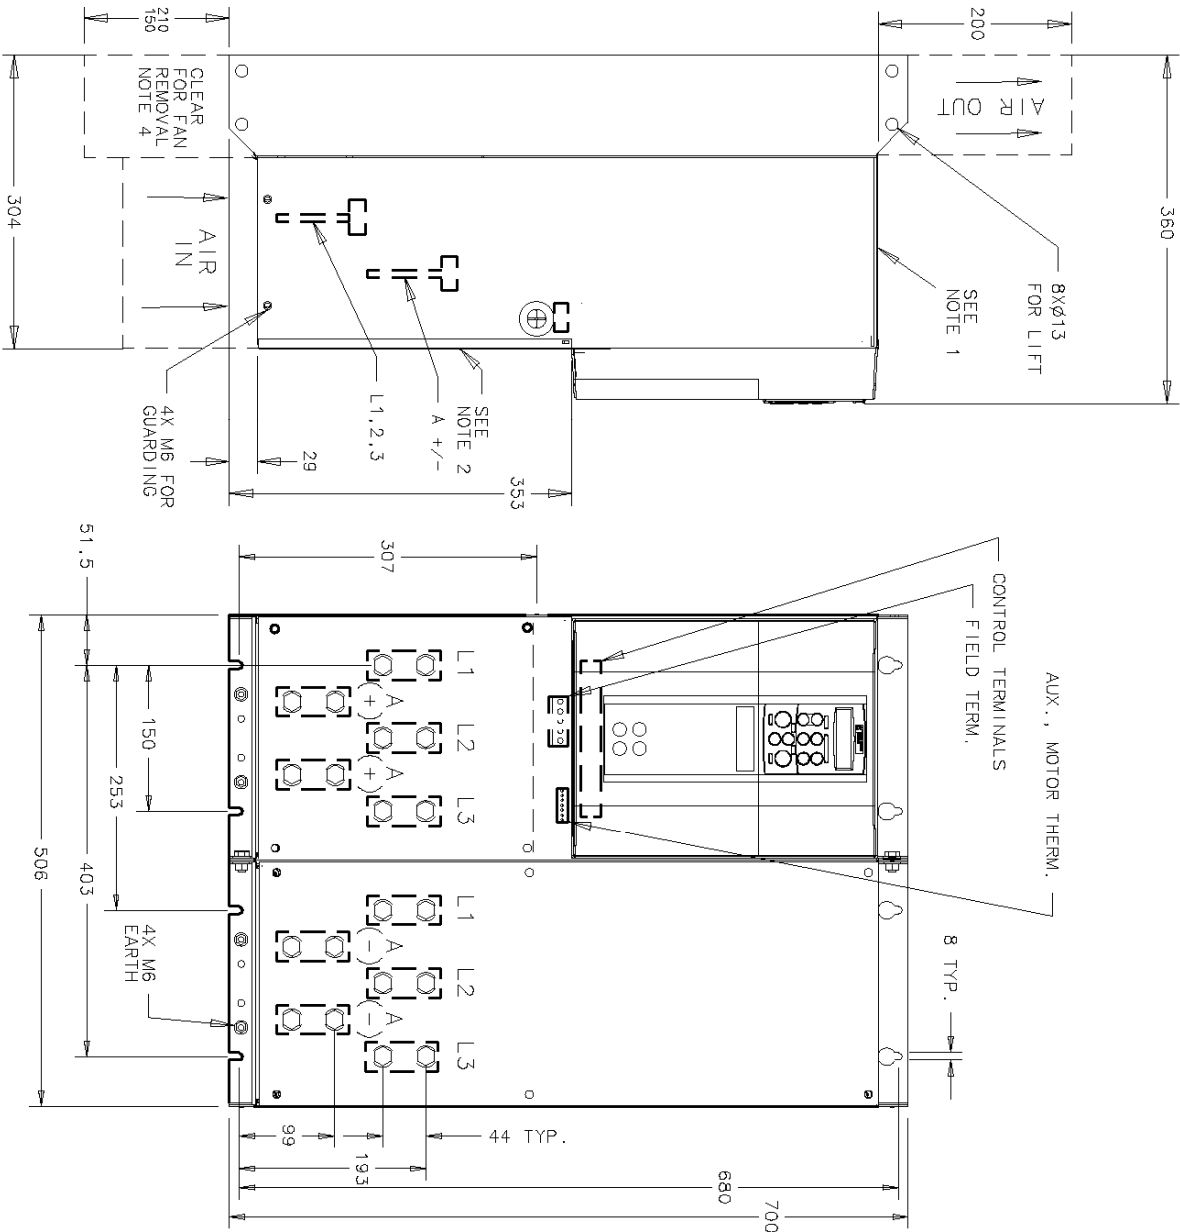 210
150
200
CLEAR
FOR FAN
REMOVAL
NOTE 4
AIR OUT
304
360
AIR
IN
8XØ13
FOR LIFT
SEE
NOTE 1
SEE
NOTE 2
A +/-
L1,2,3
4X M6 FOR
GUARDING
29
353
51,5
307
CONTROL TERMINALS
FIELD TERM.
AUX., MOTOR THERM.
L1
+ A
L2
+ A
L3
150
253
403
506
L1
- A
L2
- A
L3
4X M6
EARTH
8 TYP.
99
44 TYP.
193
680
700